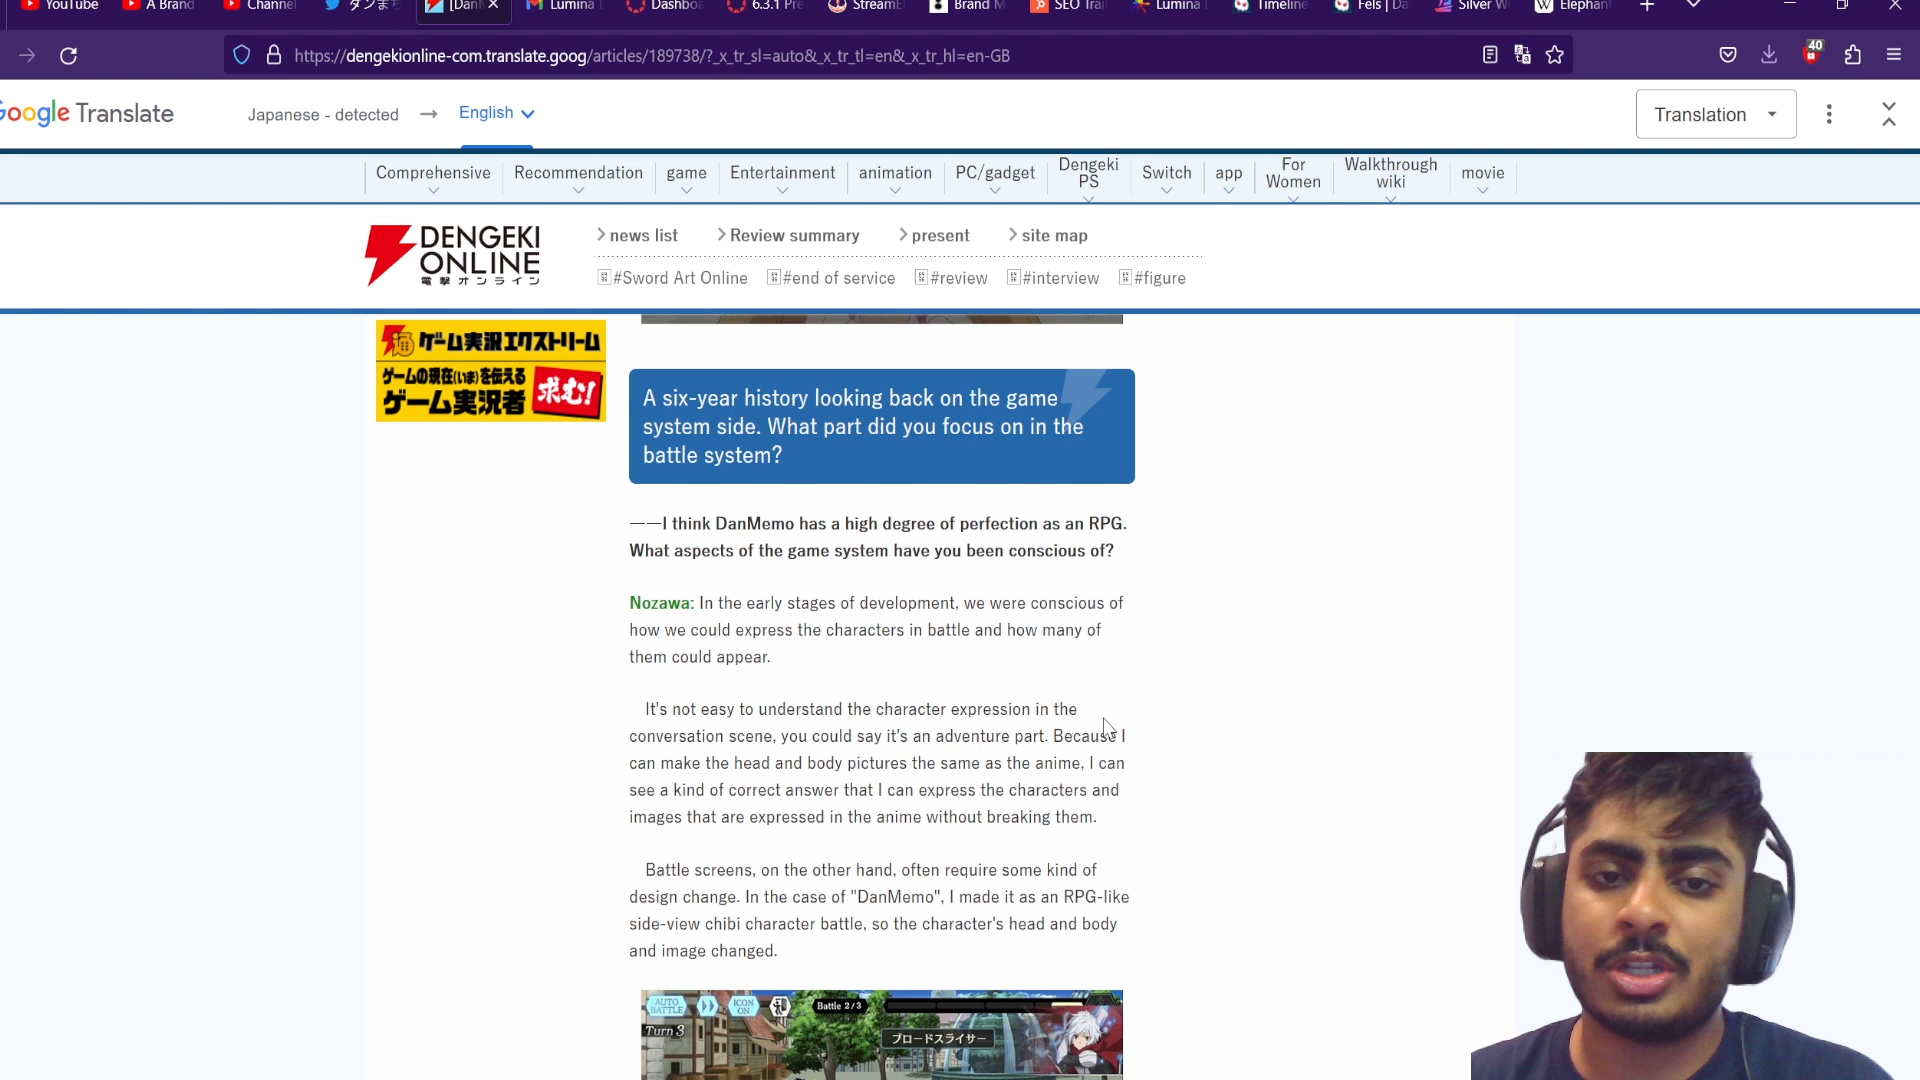 YouTube
A Brand
Channel
ダンまち
[Dan
Lumina
Dashboa
6.3.1 Pre
StreamEl
Brand M
SEO Trai
Lumina
Timeline
Fels | Da
Silver W
Elephant
https://dengekionline-com.translate.goog/articles/189738/?_x_tr_sl=auto&_x_tr_tl=en&_x_tr_hl=en-GB
40
Google Translate
Japanese - detected → English
Translation
Comprehensive
Recommendation
game
Entertainment
animation
PC/gadget
Dengeki
PS
Switch
app
For
Women
Walkthrough
wiki
movie
DENGEKI
ONLINE
電撃オンライン
news list
Review summary
present
site map
#Sword Art Online
#end of service
#review
#interview
#figure
ゲーム実況エクストリーム
ゲームの現在(いま)を伝える
ゲーム実況者
求む!
A six-year history looking back on the game
system side. What part did you focus on in the
battle system?
——I think DanMemo has a high degree of perfection as an RPG.
What aspects of the game system have you been conscious of?
Nozawa: In the early stages of development, we were conscious of
how we could express the characters in battle and how many of
them could appear.
It's not easy to understand the character expression in the
conversation scene, you could say it's an adventure part. Because I
can make the head and body pictures the same as the anime, I can
see a kind of correct answer that I can express the characters and
images that are expressed in the anime without breaking them.
Battle screens, on the other hand, often require some kind of
design change. In the case of "DanMemo", I made it as an RPG-like
side-view chibi character battle, so the character's head and body
and image changed.
AUTO
BATTLE
ICON
ON
Battle 2/3
Turn 3
ブロードスライサー